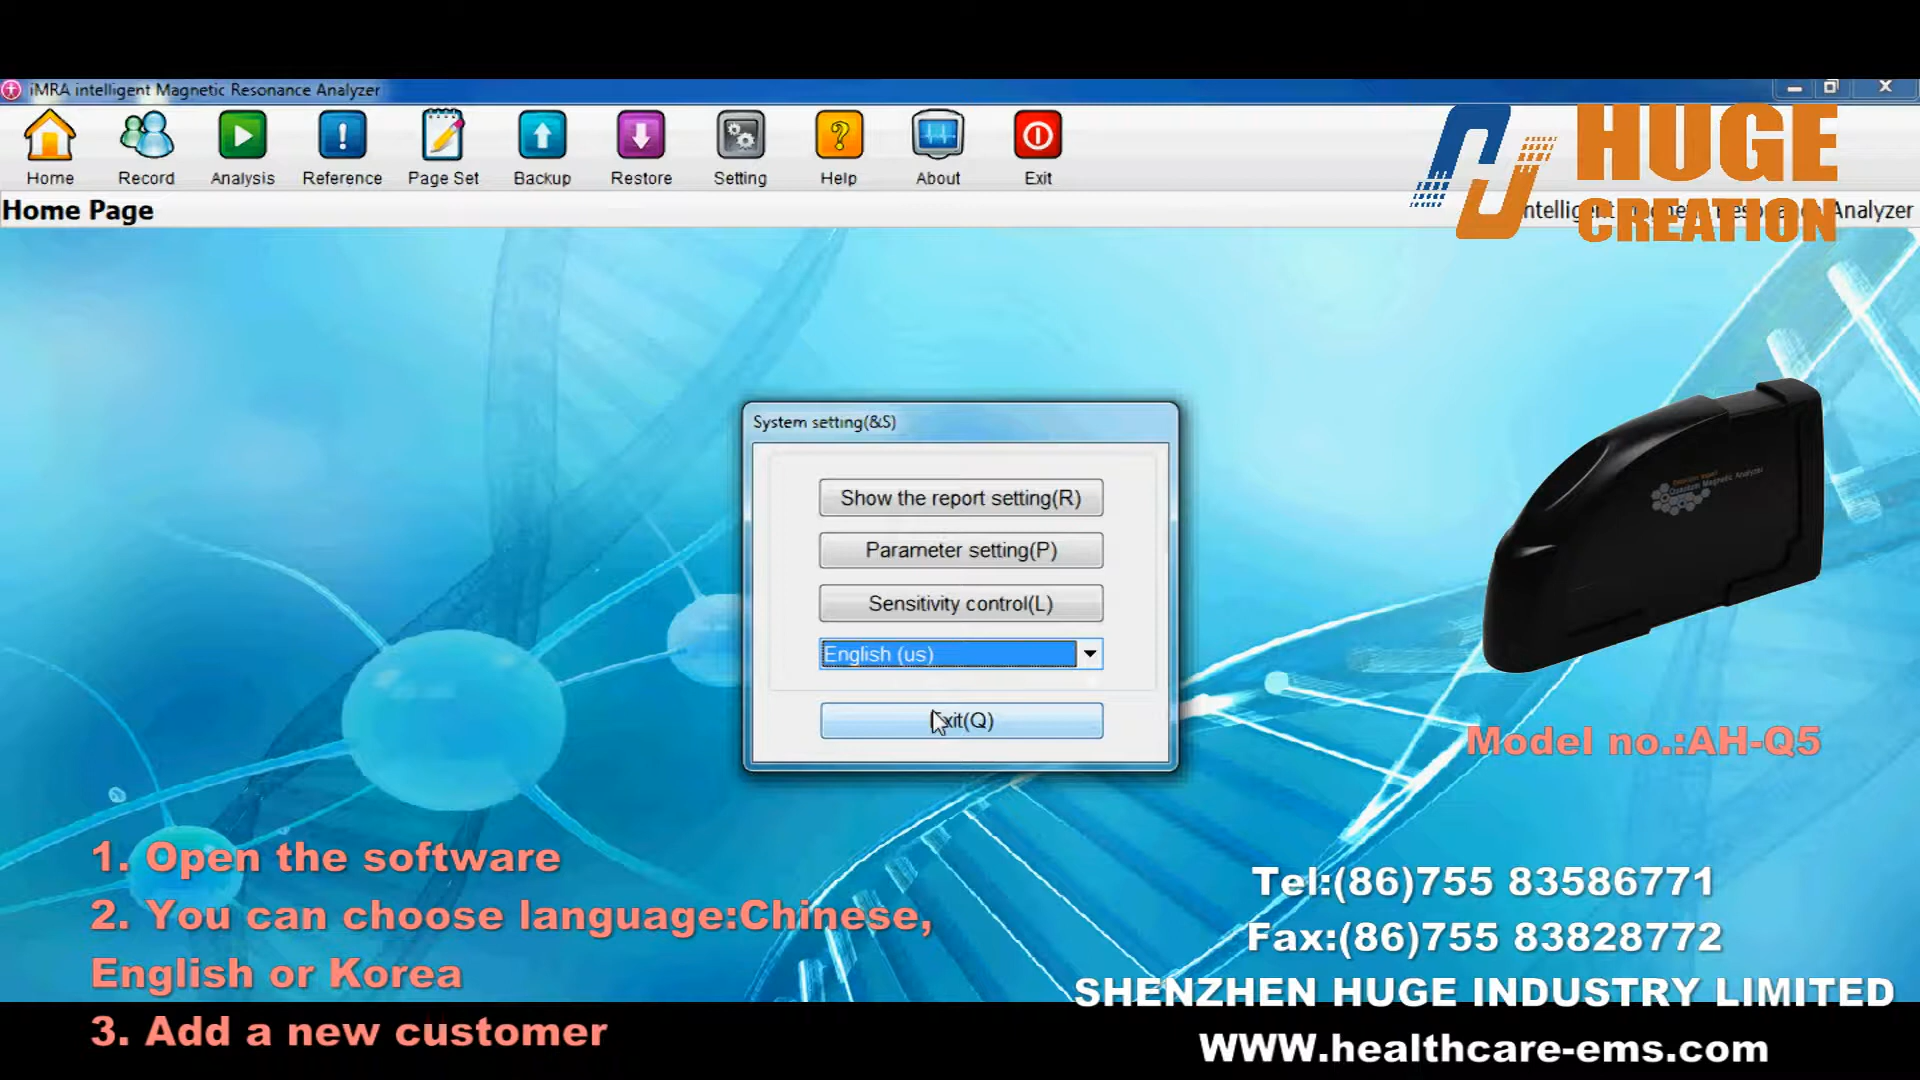 iMRA intelligent Magnetic Resonance Analyzer
Home Record Analysis Reference Page Set Backup Restore Setting Help About Exit
HUGE
CREATION
Home Page
Analyzer
System setting(&S)
Show the report setting(R)
Parameter setting(P)
Sensitivity control(L)
English (us)
xit(Q)
Quantum Magnetic Analyzer
Model no.:AH-Q5
1. Open the software
2. You can choose language:Chinese,
English or Korea
3. Add a new customer
Tel:(86)755 83586771
Fax:(86)755 83828772
SHENZHEN HUGE INDUSTRY LIMITED
WWW.healthcare-ems.com